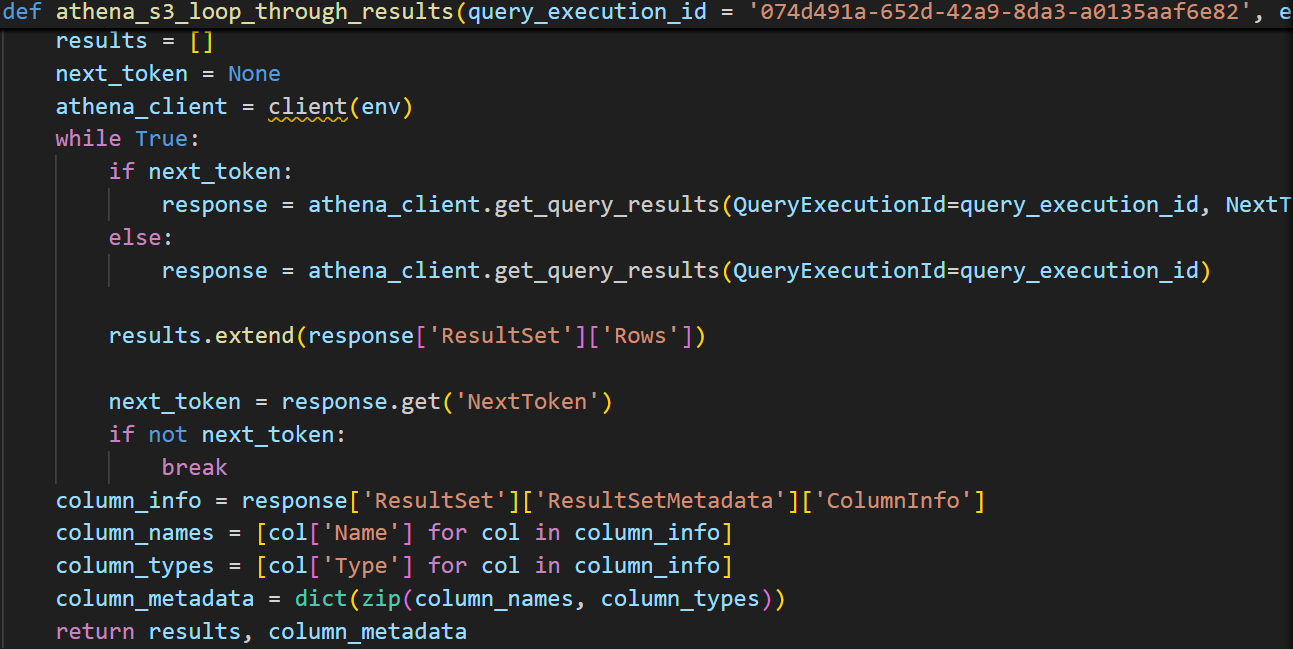 def athena_s3_loop_through_results(query_execution_id = '074d491a-652d-42a9-8da3-a0135aaf6e82', e
    results = []
    next_token = None
    athena_client = client(env)
    while True:
        if next_token:
            response = athena_client.get_query_results(QueryExecutionId=query_execution_id, NextT
        else:
            response = athena_client.get_query_results(QueryExecutionId=query_execution_id)
        results.extend(response['ResultSet']['Rows'])
        next_token = response.get('NextToken')
        if not next_token:
            break
    column_info = response['ResultSet']['ResultSetMetadata']['ColumnInfo']
    column_names = [col['Name'] for col in column_info]
    column_types = [col['Type'] for col in column_info]
    column_metadata = dict(zip(column_names, column_types))
    return results, column_metadata